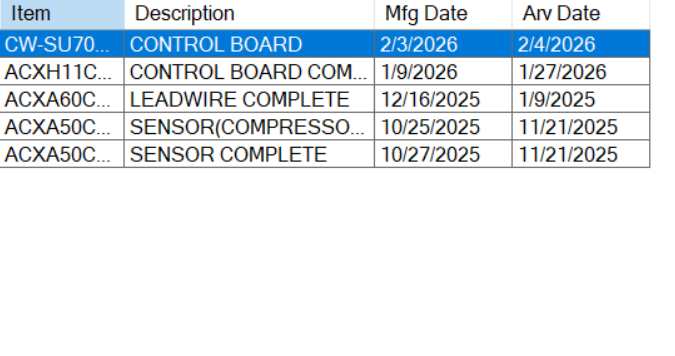 Item Description Mfg Date Arv Date
CW-SU70... CONTROL BOARD 2/3/2026 2/4/2026
ACXH11C... CONTROL BOARD COM... 1/9/2026 1/27/2026
ACXA60C... LEADWIRE COMPLETE 12/16/2025 1/9/2025
ACXA50C... SENSOR(COMPRESSO... 10/25/2025 11/21/2025
ACXA50C... SENSOR COMPLETE 10/27/2025 11/21/2025